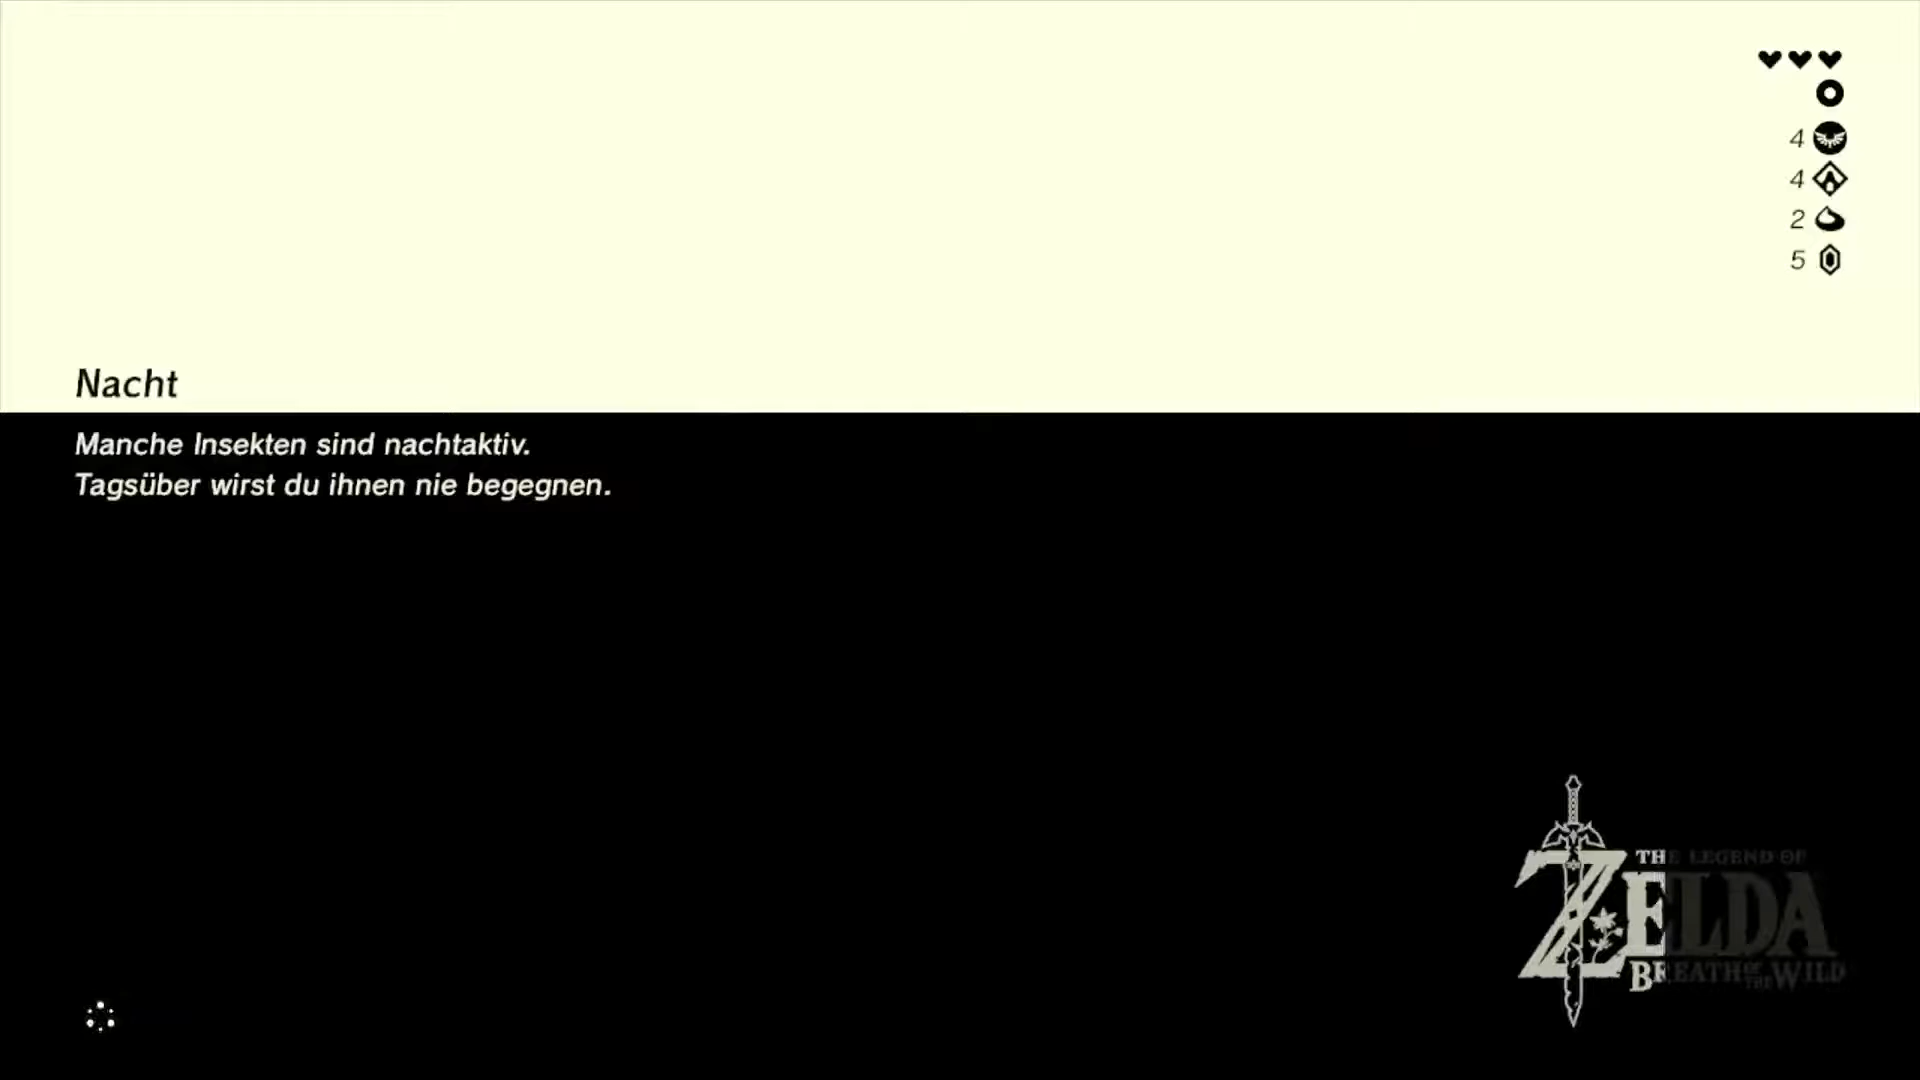 4
4
2
5
Nacht
Manche Insekten sind nachtaktiv.
Tagsüber wirst du ihnen nie begegnen.
THE LEGEND OF
ZELDA
BREATH OF THE WILD